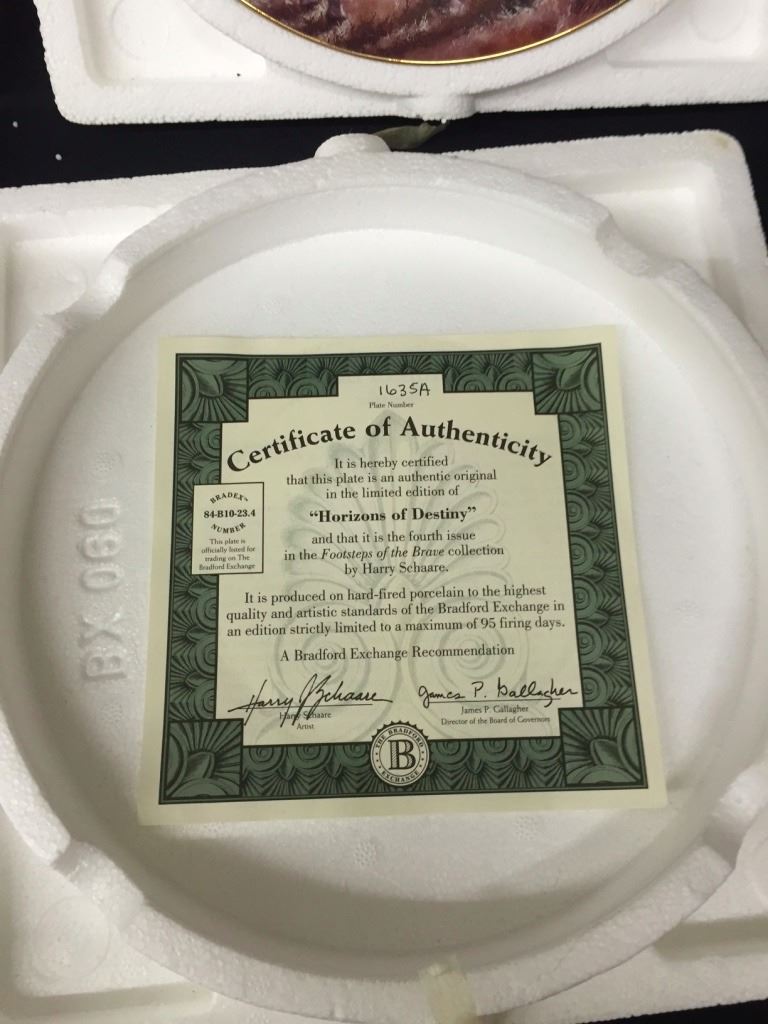 1635A
Plate Number
Certificate of Authenticity
It is hereby certified
that this plate is an authentic original
in the limited edition of
“Horizons of Destiny”
and that it is the fourth issue
in the Footsteps of the Brave collection
by Harry Schaare.
BRADEX™
84-B10-23.4
NUMBER
This plate is
officially listed for
trading on The
Bradford Exchange
It is produced on hard-fired porcelain to the highest
quality and artistic standards of the Bradford Exchange in
an edition strictly limited to a maximum of 95 firing days.
A Bradford Exchange Recommendation
Harry J Schaare
Harry Schaare
Artist
James P. Gallagher
James P. Gallagher
Director of the Board of Governors
THE BRADFORD
B
EXCHANGE
BX 060